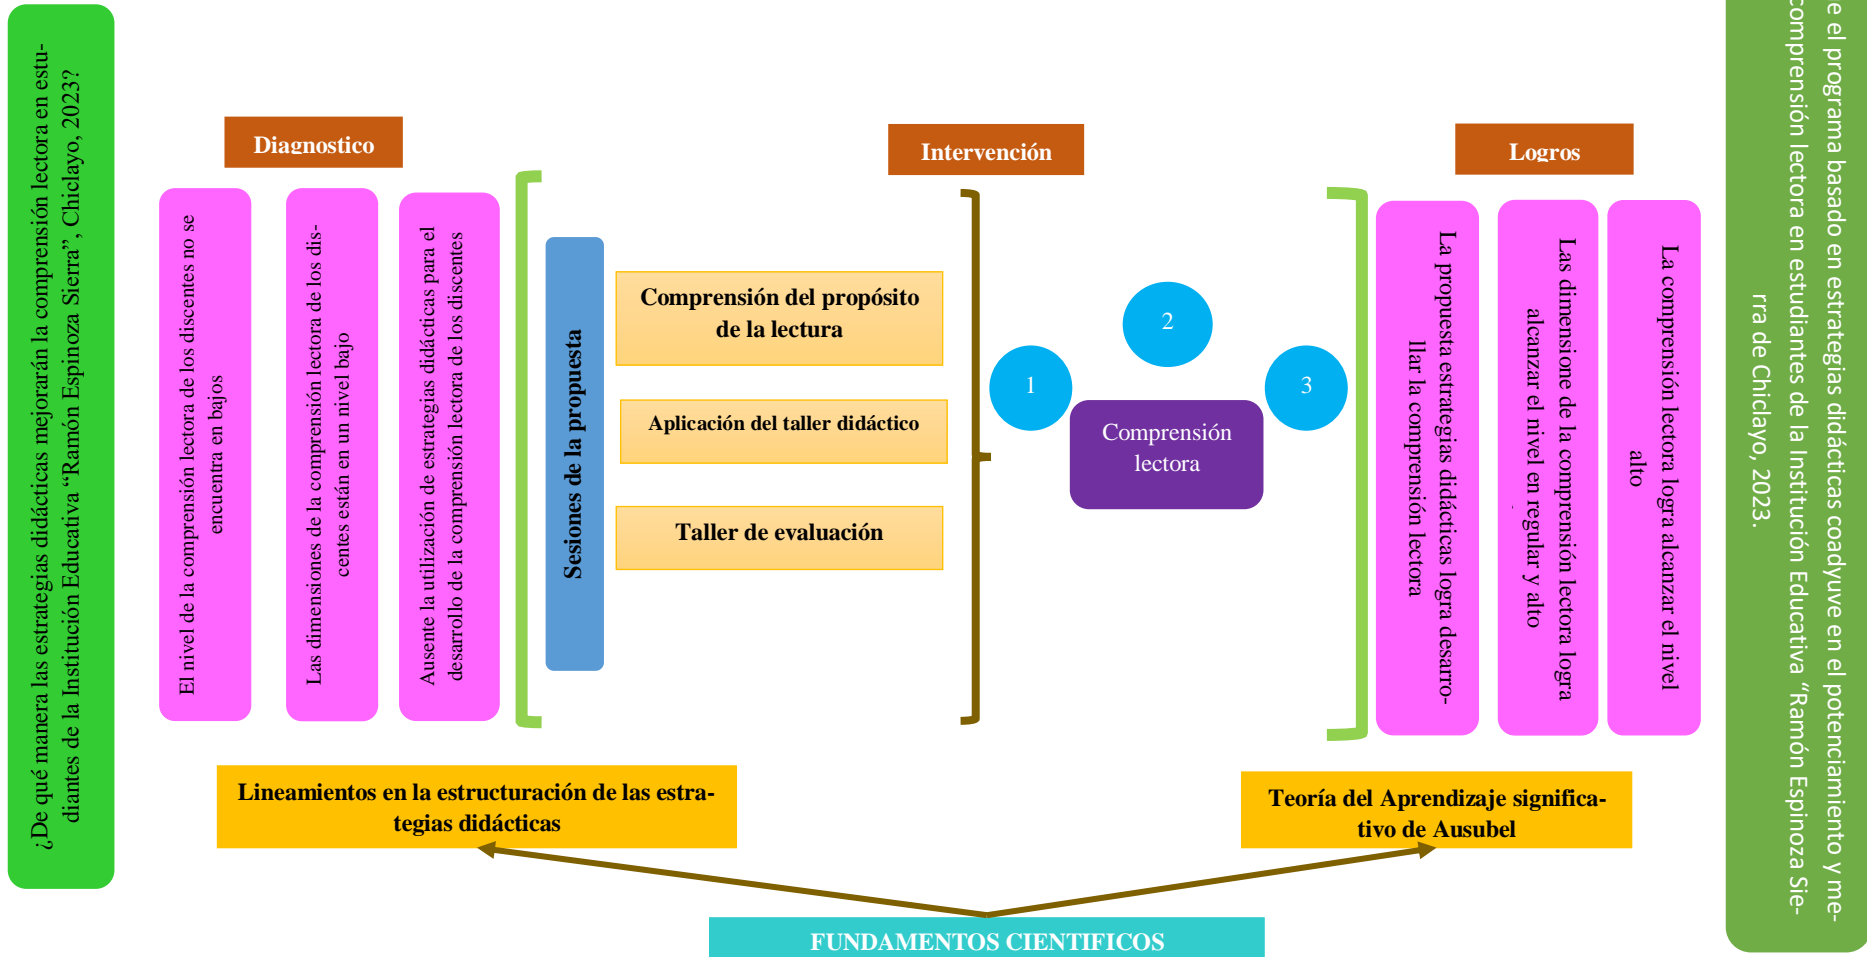 ¿De qué manera las estrategias didácticas mejorarán la comprensión lectora en estu-
diantes de la Institución Educativa “Ramón Espinoza Sierra”, Chiclayo, 2023?
Diagnostico
El nivel de la comprensión lectora de los discentes no se
encuentra en bajos
Las dimensiones de la comprensión lectora de los dis-
centes están en un nivel bajo
Ausente la utilización de estrategias didácticas para el
desarrollo de la comprensión lectora de los discentes
Intervención
Sesiones de la propuesta
Comprensión del propósito
de la lectura
Aplicación del taller didáctico
Taller de evaluación
1
2
3
Comprensión
lectora
Logros
La propuesta estrategias didácticas logra desarro-
llar la comprensión lectora
Las dimensione de la comprensión lectora logra
alcanzar el nivel en regular y alto
La comprensión lectora logra alcanzar el nivel
alto
e el programa basado en estrategias didácticas coadyuve en el potenciamiento y me-
comprensión lectora en estudiantes de la Institución Educativa “Ramón Espinoza Sie-
rra de Chiclayo, 2023.
Lineamientos en la estructuración de las estra-
tegias didácticas
Teoría del Aprendizaje significa-
tivo de Ausubel
FUNDAMENTOS CIENTIFICOS